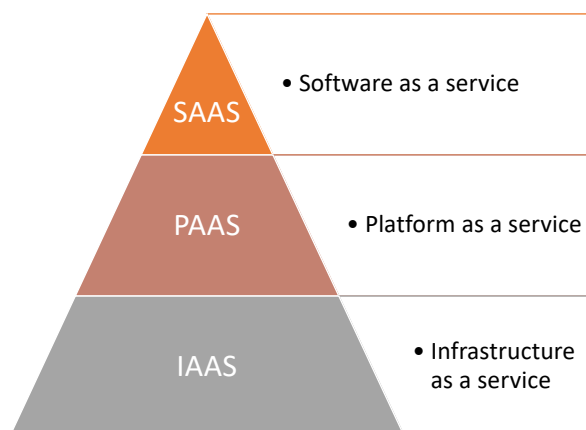 SAAS
• Software as a service
PAAS
• Platform as a service
IAAS
• Infrastructure
as a service